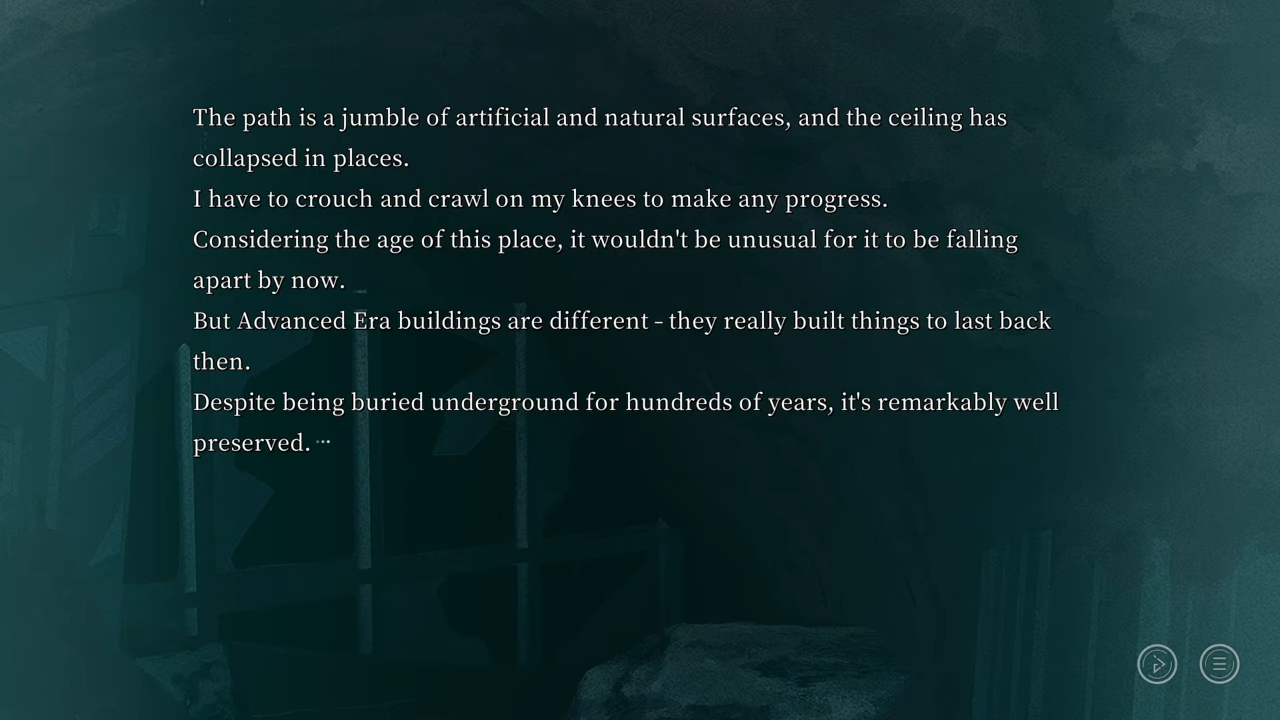 The path is a jumble of artificial and natural surfaces, and the ceiling has
collapsed in places.
I have to crouch and crawl on my knees to make any progress.
Considering the age of this place, it wouldn't be unusual for it to be falling
apart by now.
But Advanced Era buildings are different – they really built things to last back
then.
Despite being buried underground for hundreds of years, it's remarkably well
preserved. ···